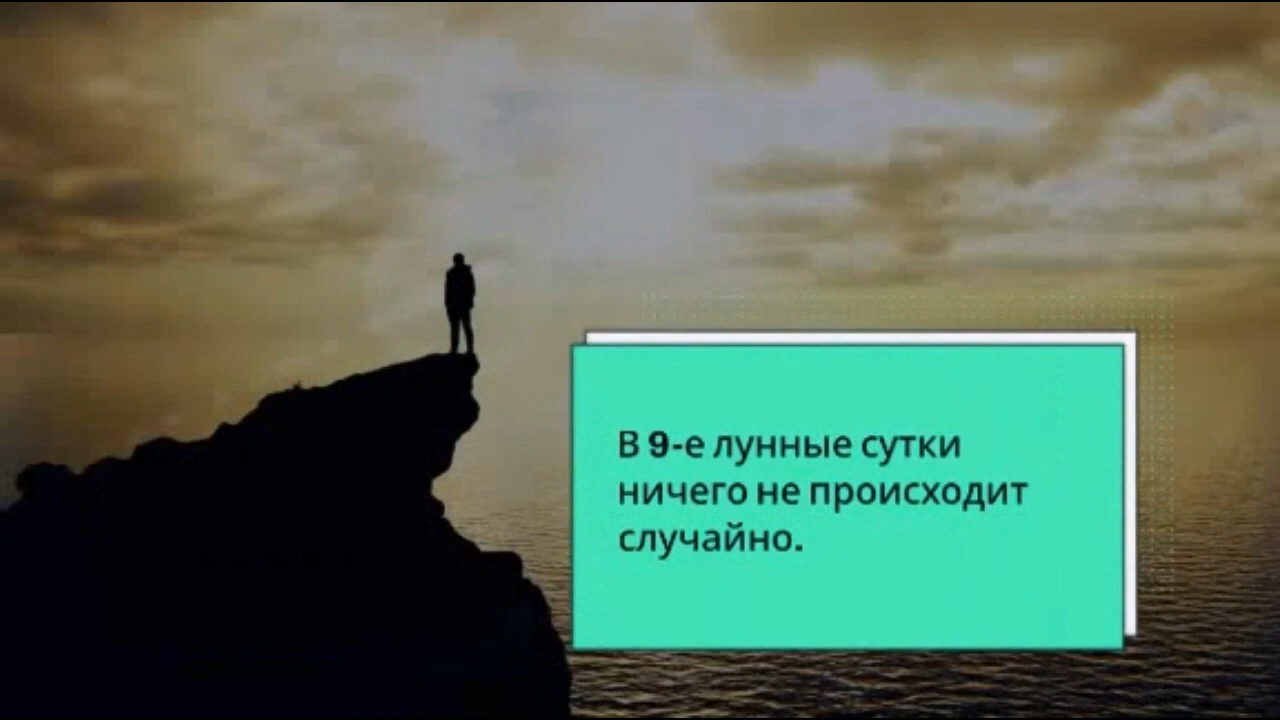 В 9-е лунные сутки
ничего не происходит
случайно.